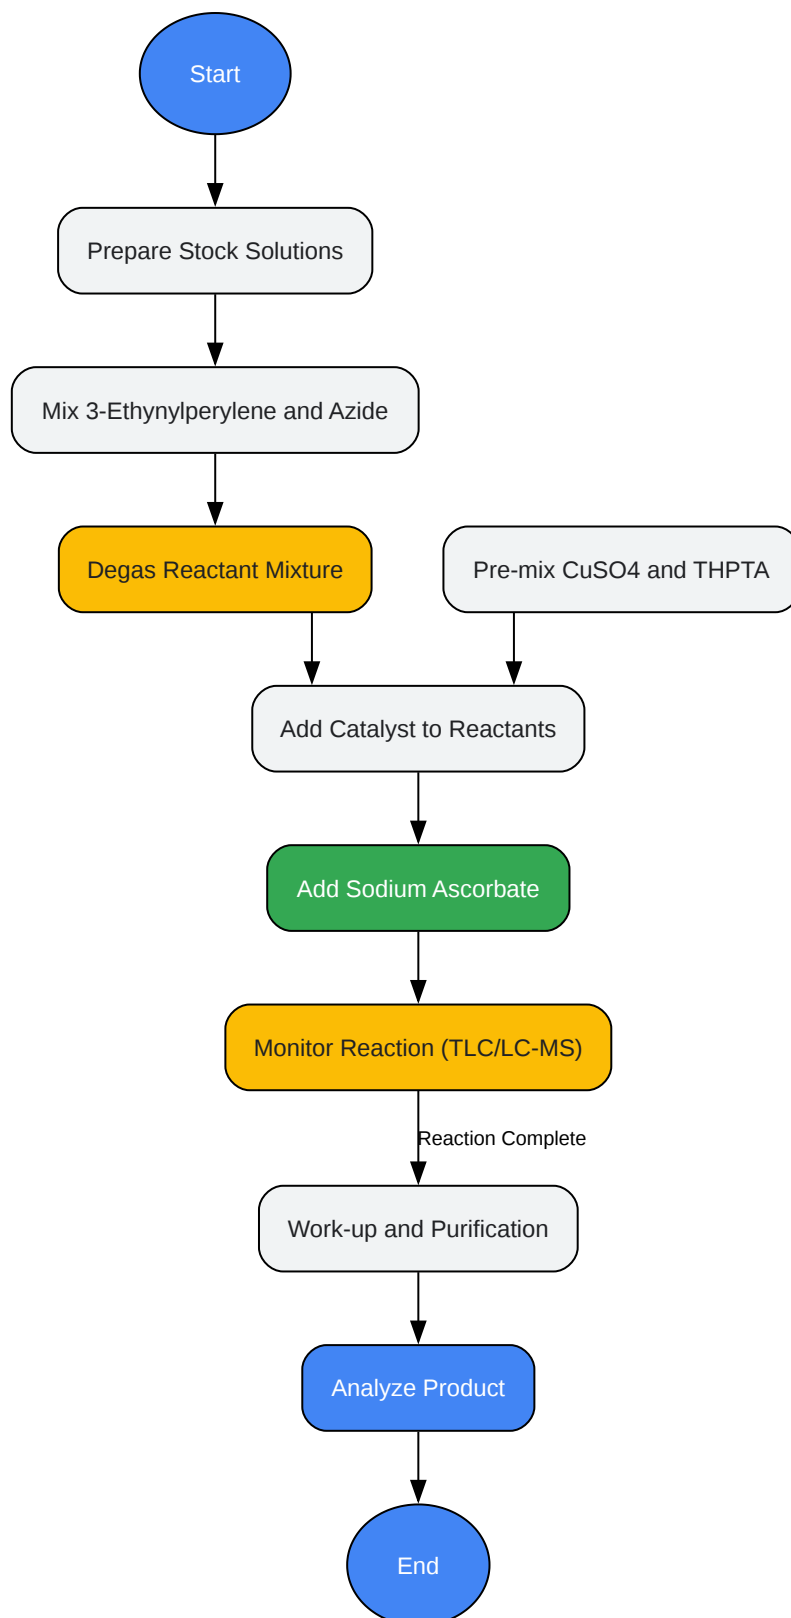 Start
Prepare Stock Solutions
Mix 3-Ethynylperylene and Azide
Degas Reactant Mixture
Pre-mix CuSO4 and THPTA
Add Catalyst to Reactants
Add Sodium Ascorbate
Monitor Reaction (TLC/LC-MS)
Reaction Complete
Work-up and Purification
Analyze Product
End